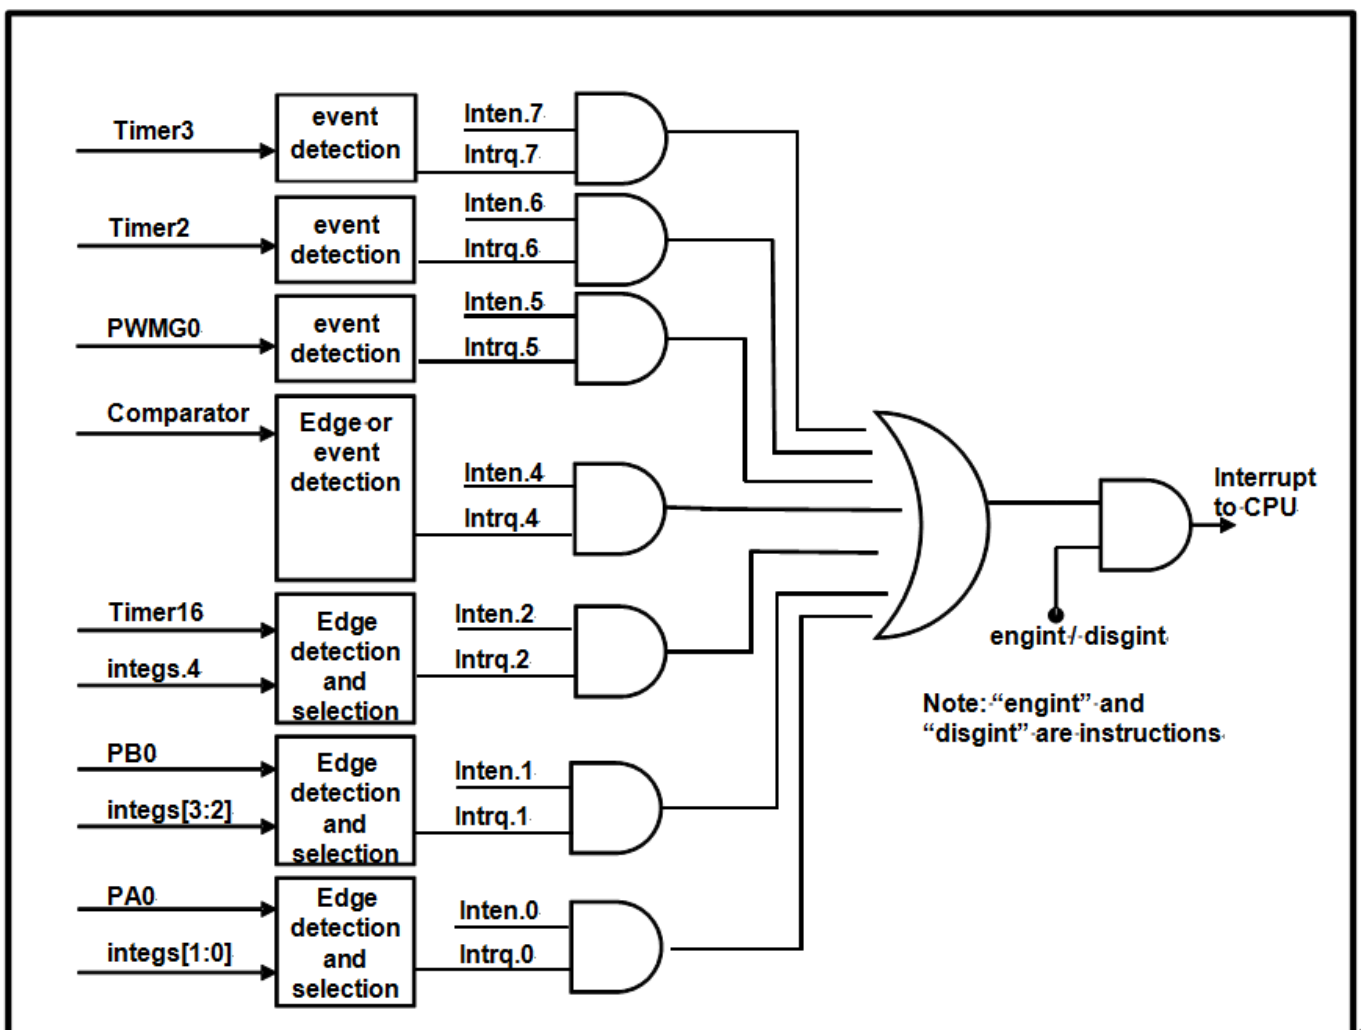 Timer3
event
detection
Inten.7
Intrq.7
Timer2
event
detection
Inten.6
Intrq.6
PWMG0
event
detection
Inten.5
Intrq.5
Comparator
Edge or
event
detection
Inten.4
Intrq.4
Interrupt
to CPU
engint / disgint
Timer16
integs.4
Edge
detection
and
selection
Inten.2
Intrq.2
Note: “engint” and
“disgint” are instructions
PB0
integs[3:2]
Edge
detection
and
selection
Inten.1
Intrq.1
PA0
integs[1:0]
Edge
detection
and
selection
Inten.0
Intrq.0